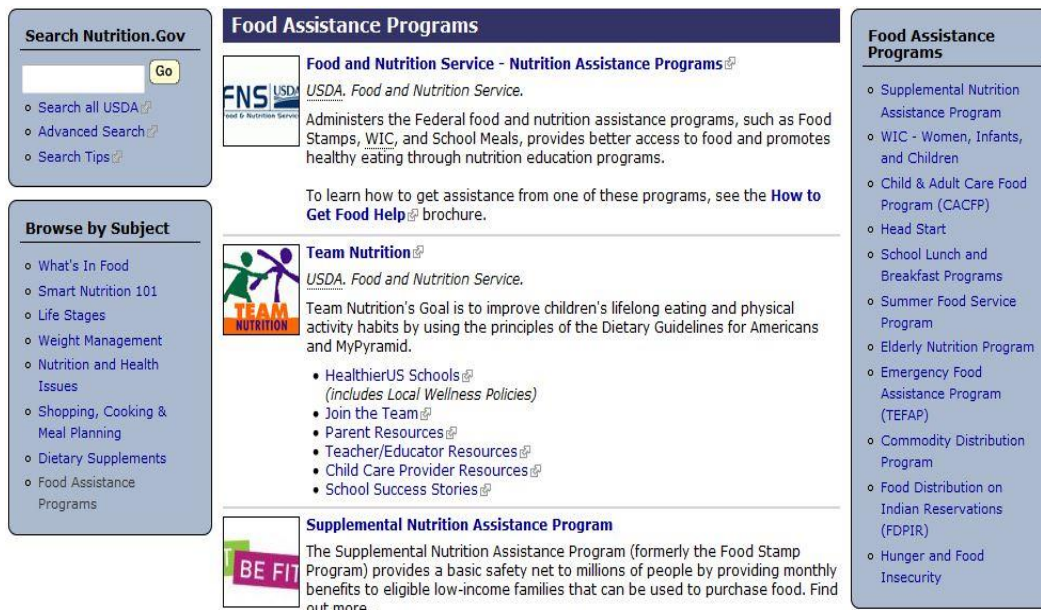 Search Nutrition.Gov
Go
Search all USDA
Advanced Search
Search Tips
Browse by Subject
What's In Food
Smart Nutrition 101
Life Stages
Weight Management
Nutrition and Health
Issues
Shopping, Cooking &
Meal Planning
Dietary Supplements
Food Assistance
Programs
Food Assistance Programs
FNS USDA
Food & Nutrition Service
Food and Nutrition Service - Nutrition Assistance Programs
USDA. Food and Nutrition Service.
Administers the Federal food and nutrition assistance programs, such as Food
Stamps, WIC, and School Meals, provides better access to food and promotes
healthy eating through nutrition education programs.
To learn how to get assistance from one of these programs, see the How to
Get Food Help brochure.
TEAM
NUTRITION
Team Nutrition
USDA. Food and Nutrition Service.
Team Nutrition's Goal is to improve children's lifelong eating and physical
activity habits by using the principles of the Dietary Guidelines for Americans
and MyPyramid.
• HealthierUS Schools
(includes Local Wellness Policies)
• Join the Team
• Parent Resources
• Teacher/Educator Resources
• Child Care Provider Resources
• School Success Stories
BE FIT
Supplemental Nutrition Assistance Program
The Supplemental Nutrition Assistance Program (formerly the Food Stamp
Program) provides a basic safety net to millions of people by providing monthly
benefits to eligible low-income families that can be used to purchase food. Find
out more
Food Assistance
Programs
Supplemental Nutrition
Assistance Program
WIC - Women, Infants,
and Children
Child & Adult Care Food
Program (CACFP)
Head Start
School Lunch and
Breakfast Programs
Summer Food Service
Program
Elderly Nutrition Program
Emergency Food
Assistance Program
(TEFAP)
Commodity Distribution
Program
Food Distribution on
Indian Reservations
(FDPIR)
Hunger and Food
Insecurity